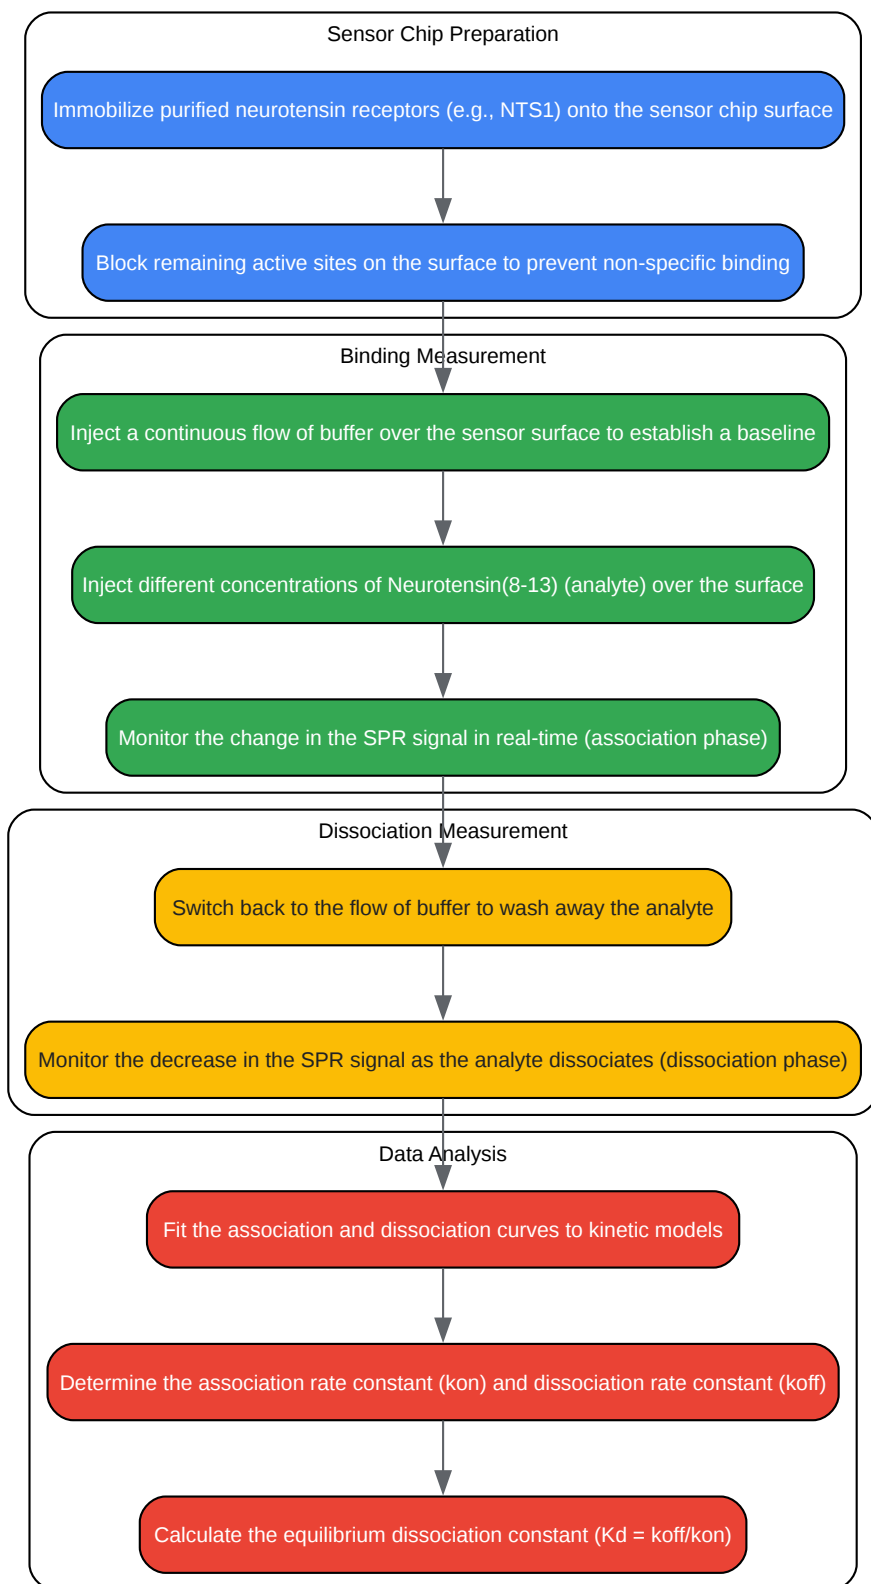 Sensor Chip Preparation
Immobilize purified neurotensin receptors (e.g., NTS1) onto the sensor chip surface
Block remaining active sites on the surface to prevent non-specific binding
Binding Measurement
Inject a continuous flow of buffer over the sensor surface to establish a baseline
Inject different concentrations of Neurotensin(8-13) (analyte) over the surface
Monitor the change in the SPR signal in real-time (association phase)
Dissociation Measurement
Switch back to the flow of buffer to wash away the analyte
Monitor the decrease in the SPR signal as the analyte dissociates (dissociation phase)
Data Analysis
Fit the association and dissociation curves to kinetic models
Determine the association rate constant (kon) and dissociation rate constant (koff)
Calculate the equilibrium dissociation constant (Kd = koff/kon)